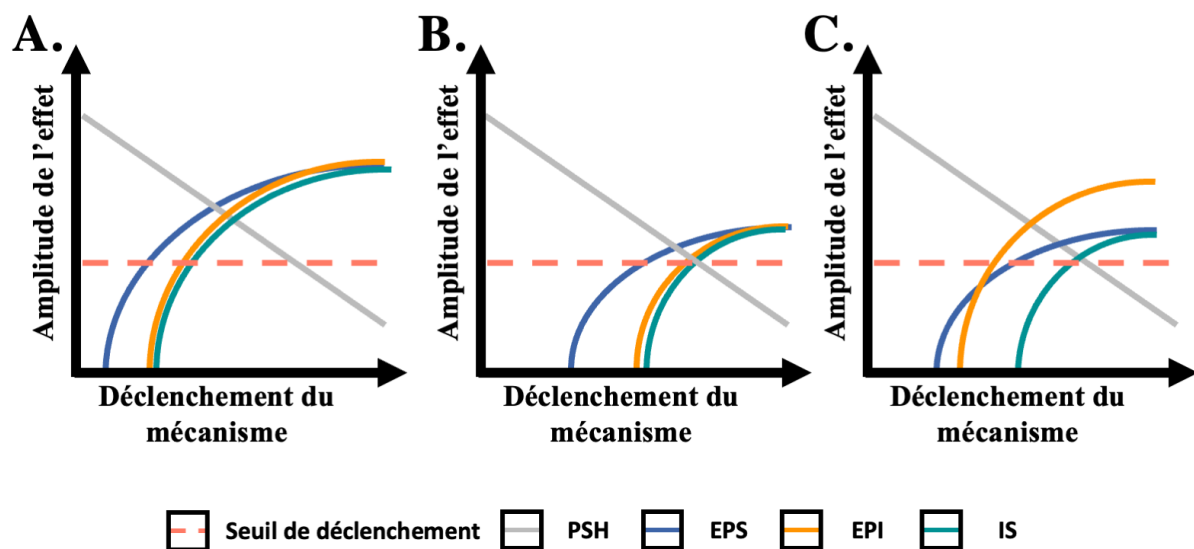 A.
Amplitude de l'effet
Déclenchement du
mécanisme
B.
Amplitude de l'effet
Déclenchement du
mécanisme
C.
Amplitude de l'effet
Déclenchement du
mécanisme
Seuil de déclenchement PSH EPS EPI IS